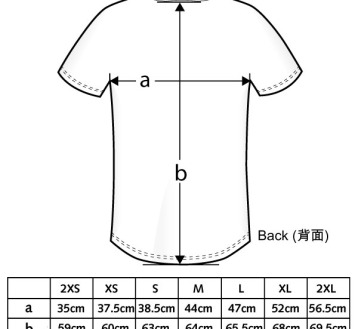 a
b
Back (背面)
2XS XS S M L XL 2XL
a 35cm 37.5cm 38.5cm 44cm 47cm 52cm 56.5cm
b 59cm 60cm 63cm 64cm 65.5cm 68cm 69.5cm